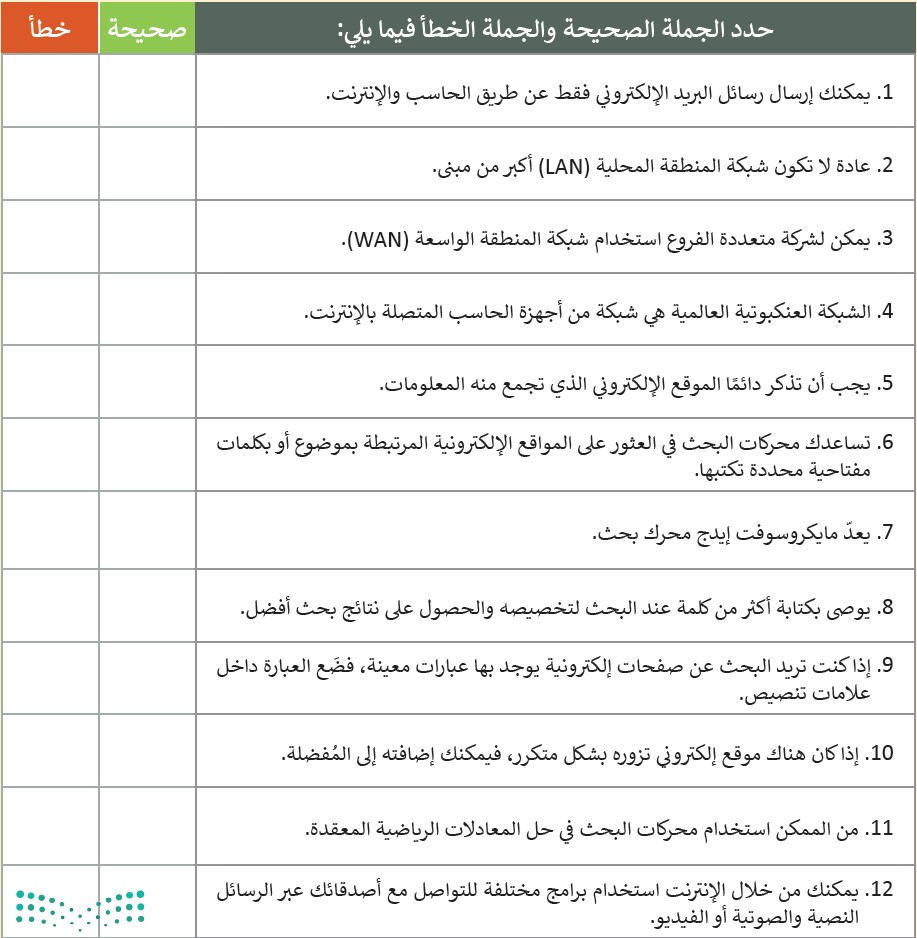 حدد الجملة الصحيحة والجملة الخطأ فيما يلي: صحيحة خطأ
1. يمكنك إرسال رسائل البريد الإلكتروني فقط عن طريق الحاسب والإنترنت.
2. عادة لا تكون شبكة المنطقة المحلية (LAN) أكبر من مبنى.
3. يمكن لشركة متعددة الفروع استخدام شبكة المنطقة الواسعة (WAN).
4. الشبكة العنكبوتية العالمية هي شبكة من أجهزة الحاسب المتصلة بالإنترنت.
5. يجب أن تذكر دائمًا الموقع الإلكتروني الذي تجمع منه المعلومات.
6. تساعدك محركات البحث في العثور على المواقع الإلكترونية المرتبطة بموضوع أو بكلمات
مفتاحية محددة تكتبها.
7. يعدّ مايكروسوفت إيدج محرك بحث.
8. يوصى بكتابة أكثر من كلمة عند البحث لتخصيصه والحصول على نتائج بحث أفضل.
9. إذا كنت تريد البحث عن صفحات إلكترونية يوجد بها عبارات معينة، فضَع العبارة داخل
علامات تنصيص.
10. إذا كان هناك موقع إلكتروني تزوره بشكل متكرر، فيمكنك إضافته إلى المُفضلة.
11. من الممكن استخدام محركات البحث في حل المعادلات الرياضية المعقدة.
12. يمكنك من خلال الإنترنت استخدام برامج مختلفة للتواصل مع أصدقائك عبر الرسائل
النصية والصوتية أو الفيديو.